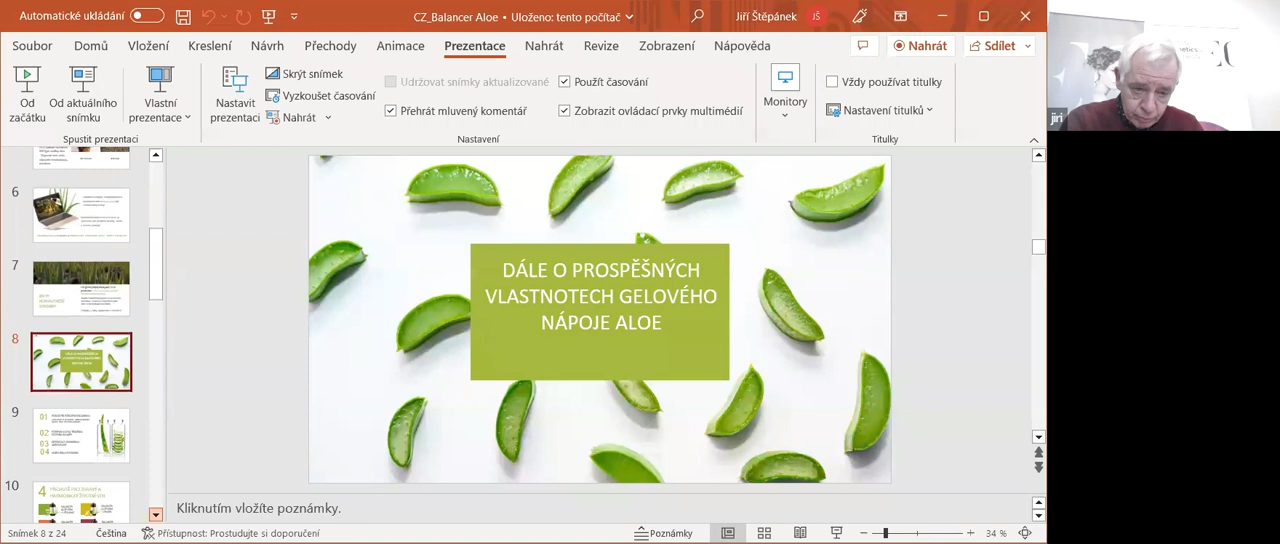 Automatické ukládání
CZ_Balancer Aloe • Uloženo: tento počítač
Jiří Štěpánek
JŠ
Soubor Domů Vložení Kreslení Návrh Přechody Animace Prezentace Nahrát Revize Zobrazení Nápověda
Nahrát
Sdílet
Od začátku
Od aktuálního snímku
Vlastní prezentace
Spustit prezentaci
Nastavit prezentaci
Skrýt snímek
Vyzkoušet časování
Nahrát
Udržovat snímky aktualizované
Přehrát mluvený komentář
Použít časování
Zobrazit ovládací prvky multimédií
Nastavení
Monitory
Vždy používat titulky
Nastavení titulků
Titulky
jiri
6
7
8
9
10
DÁLE O PROSPĚŠNÝCH
VLASTNOTECH GELOVÉHO
NÁPOJE ALOE
Kliknutím vložíte poznámky.
Snímek 8 z 24
Čeština
Přístupnost: Prostudujte si doporučení
Poznámky
34 %